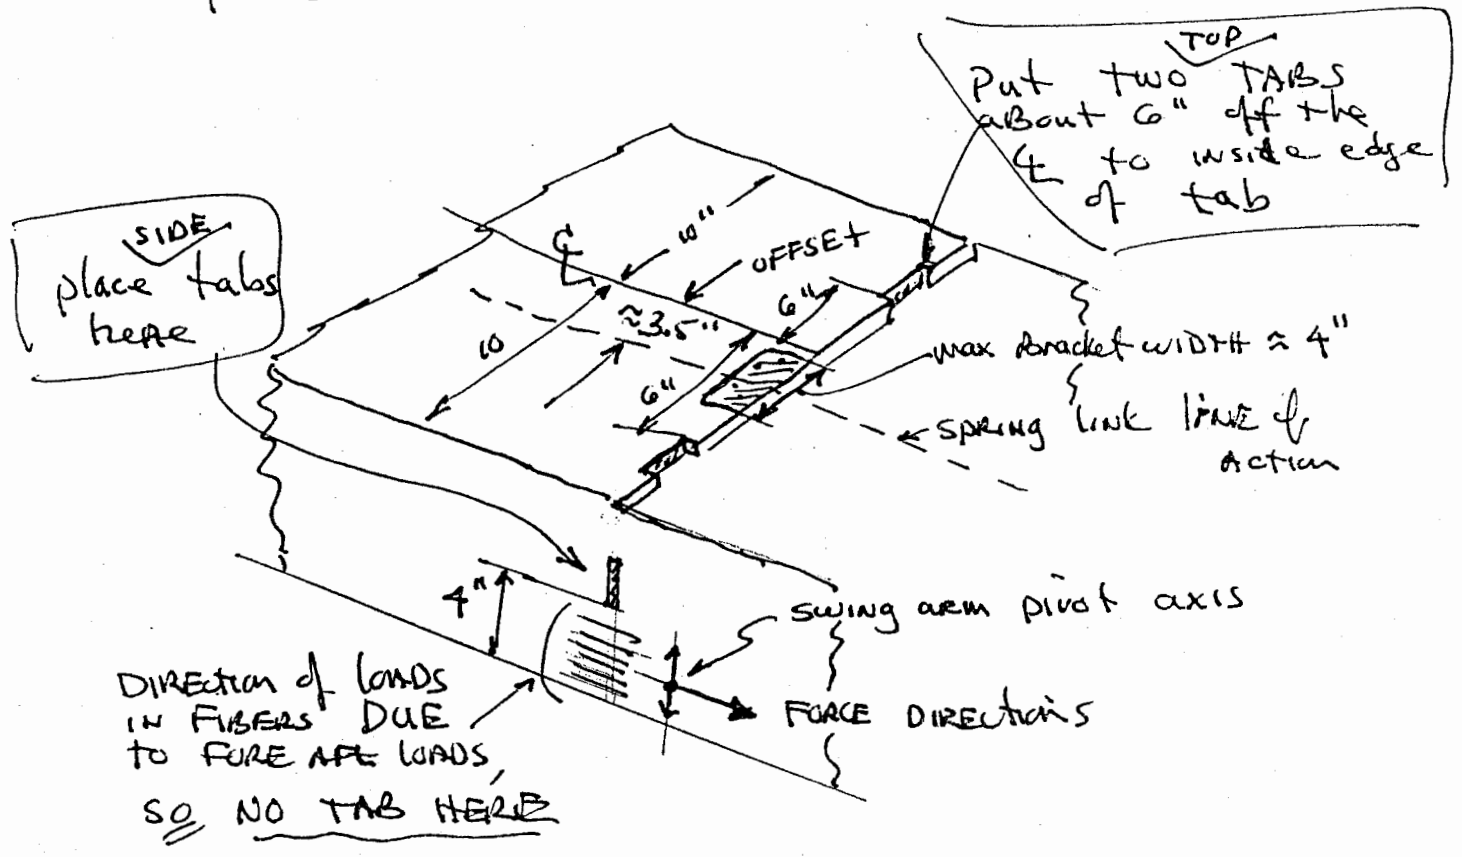 TOP
Put TWO TABS
about 6" off the
℄ to inside edge
of tab
SIDE
place tabs
here
℄
10"
OFFSET
≈3.5"
6"
10
6"
max bracket WIDTH ≈ 4"
SPRING LINK LINE of
Action
4"
SWING ARM pivot axis
FORCE DIRECTIONS
DIRECTION of LOADS
IN FIBERS DUE
to FORE AFT LOADS,
SO NO TAB HERE